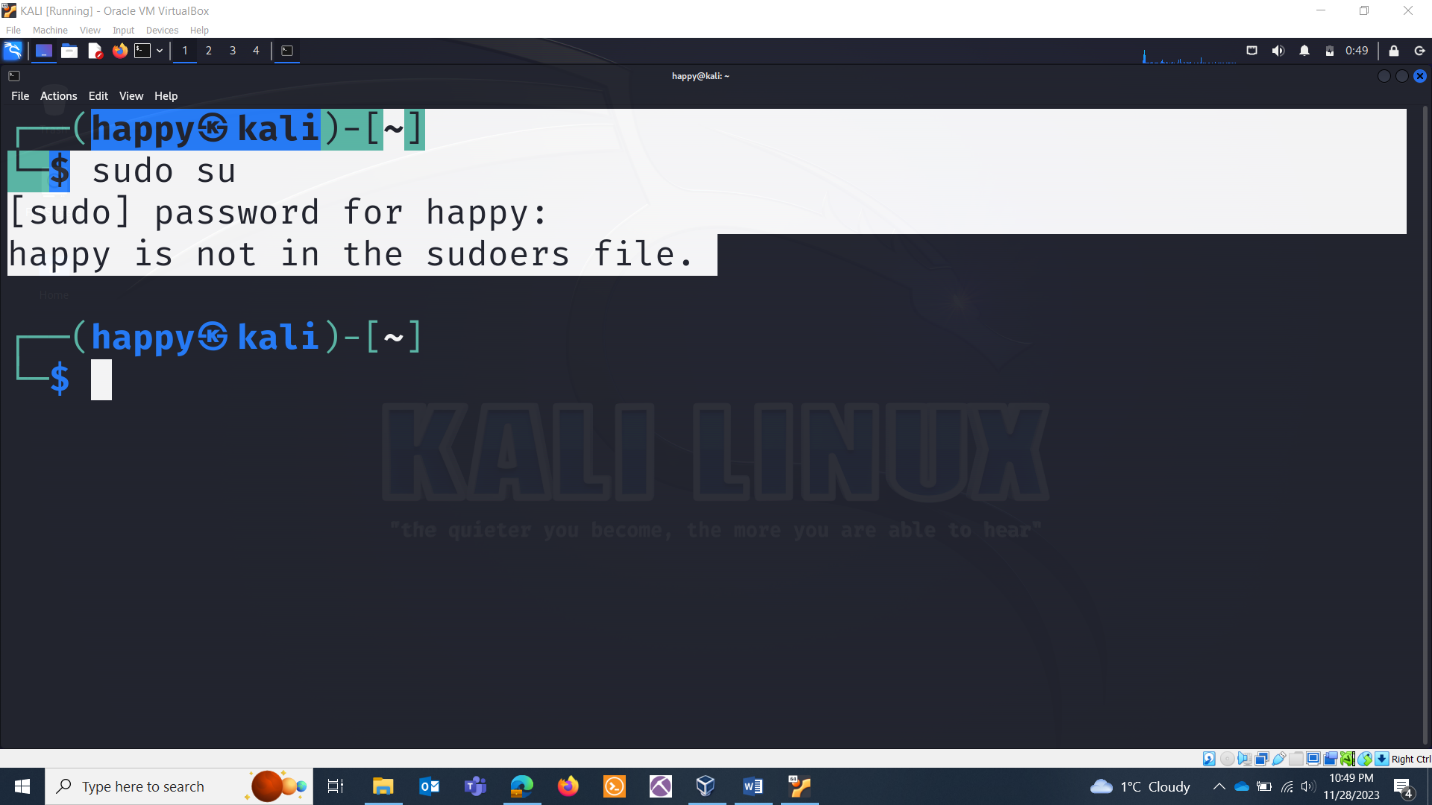 KALI [Running] - Oracle VM VirtualBox
File Machine View Input Devices Help
1 2 3 4
0:49
happy@kali: ~
File Actions Edit View Help
┌──(happy㉿kali)-[~]
└─$ sudo su
[sudo] password for happy:
happy is not in the sudoers file.
Home
┌──(happy㉿kali)-[~]
└─$
KALI LINUX
"the quieter you become, the more you are able to hear"
Right Ctrl
Type here to search
1°C Cloudy
10:49 PM
11/28/2023
4